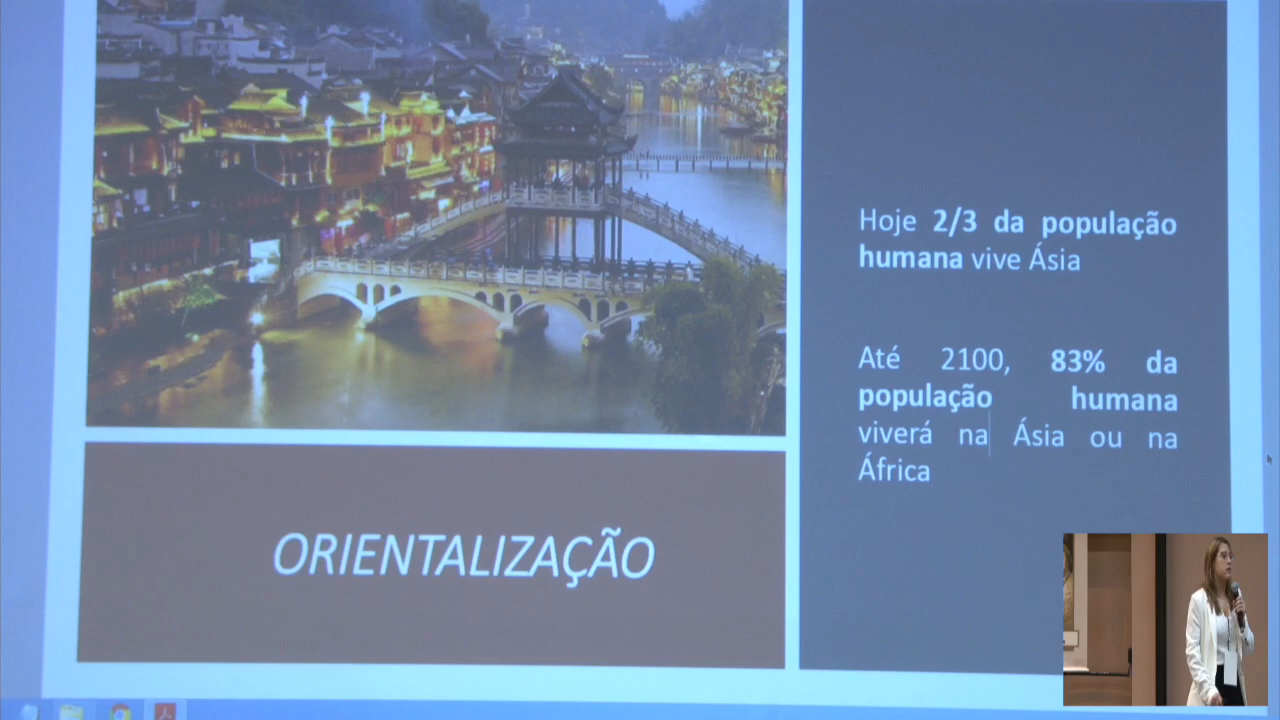 Hoje 2/3 da população
humana vive Ásia
Até 2100, 83% da
população humana
viverá na Ásia ou na
África
ORIENTALIZAÇÃO